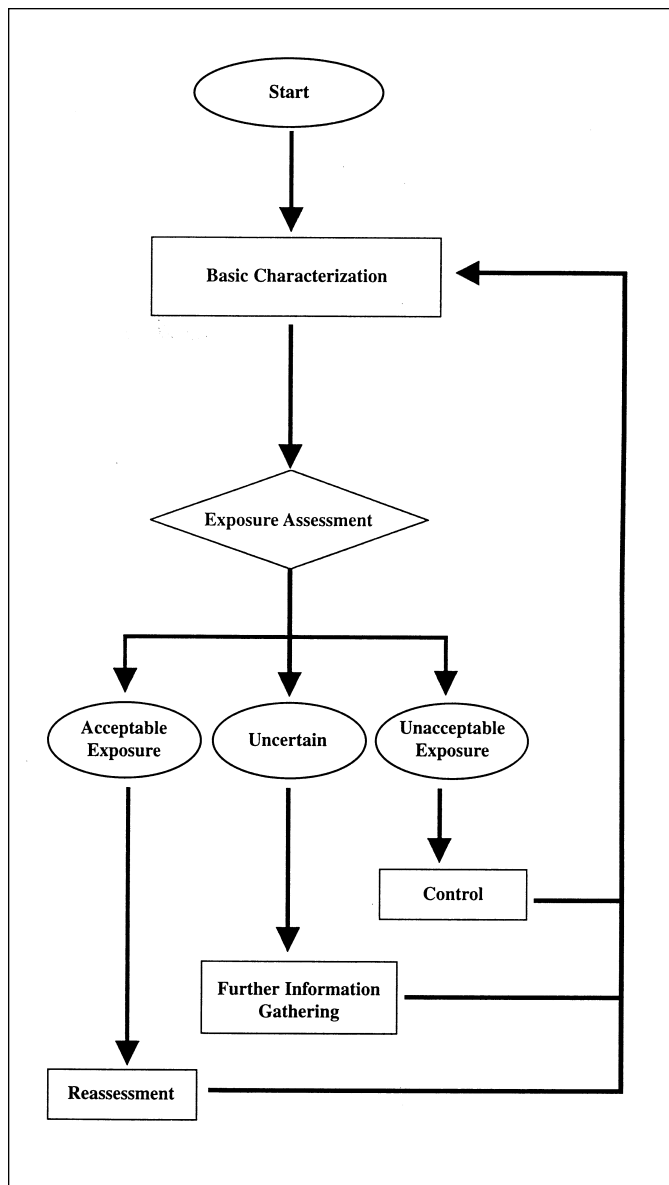 Start
Basic Characterization
Exposure Assessment
Acceptable
Exposure
Uncertain
Unacceptable
Exposure
Control
Further Information
Gathering
Reassessment